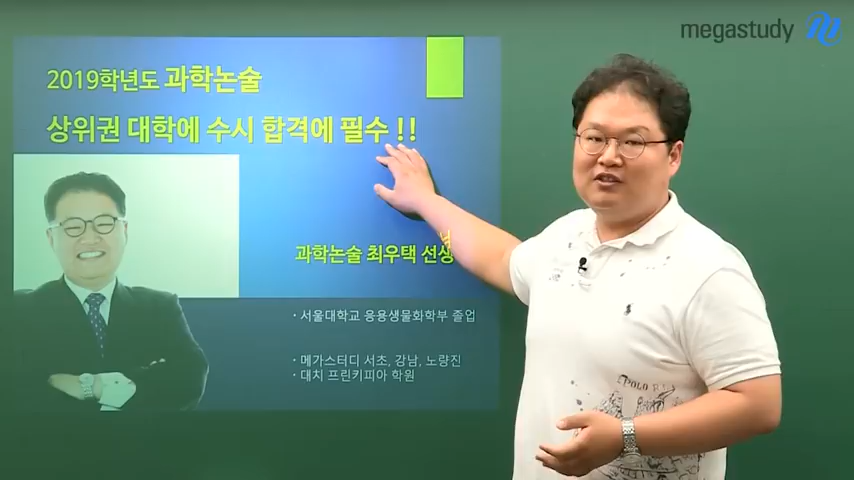 megastudy
2019학년도 과학논술
상위권 대학에 수시 합격에 필수 !!
과학논술 최우택 선생님
· 서울대학교 응용생물화학부 졸업
· 메가스터디 서초, 강남, 노량진
· 대치 프린키피아 학원
POLO R